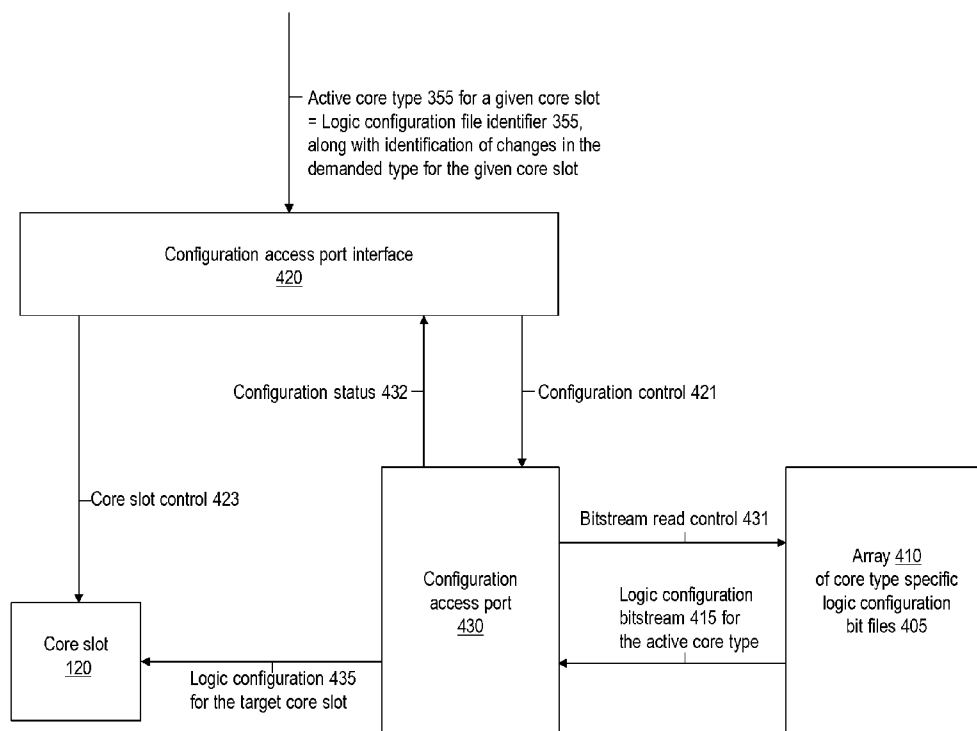 Active core type 355 for a given core slot
= Logic configuration file identifier 355,
along with identification of changes in the
demanded type for the given core slot
Configuration access port interface
420
Configuration status 432
Configuration control 421
Core slot control 423
Bitstream read control 431
Configuration
access port
430
Logic configuration
bitstream 415 for
the active core type
Array 410
of core type specific
logic configuration
bit files 405
Core slot
120
Logic configuration 435
for the target core slot